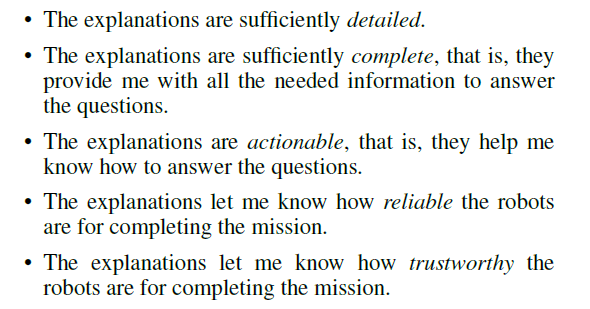 • The explanations are sufficiently detailed.
• The explanations are sufficiently complete, that is, they
provide me with all the needed information to answer
the questions.
• The explanations are actionable, that is, they help me
know how to answer the questions.
• The explanations let me know how reliable the robots
are for completing the mission.
• The explanations let me know how trustworthy the
robots are for completing the mission.